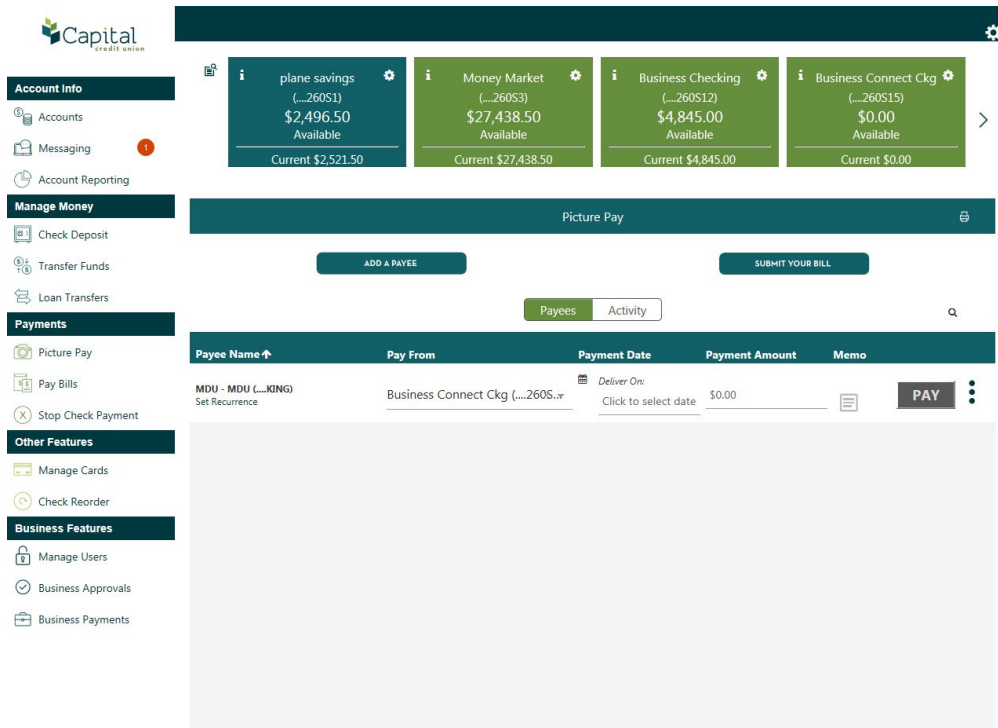 Capital
credit union
Account Info
Accounts
Messaging 1
Account Reporting
Manage Money
Check Deposit
Transfer Funds
Loan Transfers
Payments
Picture Pay
Pay Bills
Stop Check Payment
Other Features
Manage Cards
Check Reorder
Business Features
Manage Users
Business Approvals
Business Payments
plane savings
(....260S1)
$2,496.50
Available
Current $2,521.50
Money Market
(....260S3)
$27,438.50
Available
Current $27,438.50
Business Checking
(....260S12)
$4,845.00
Available
Current $4,845.00
Business Connect Ckg
(....260S15)
$0.00
Available
Current $0.00
Picture Pay
ADD A PAYEE SUBMIT YOUR BILL
Payees Activity
Payee Name Pay From Payment Date Payment Amount Memo
MDU - MDU (....KING)
Set Recurrence
Business Connect Ckg (....260S..
Deliver On:
Click to select date
$0.00
PAY